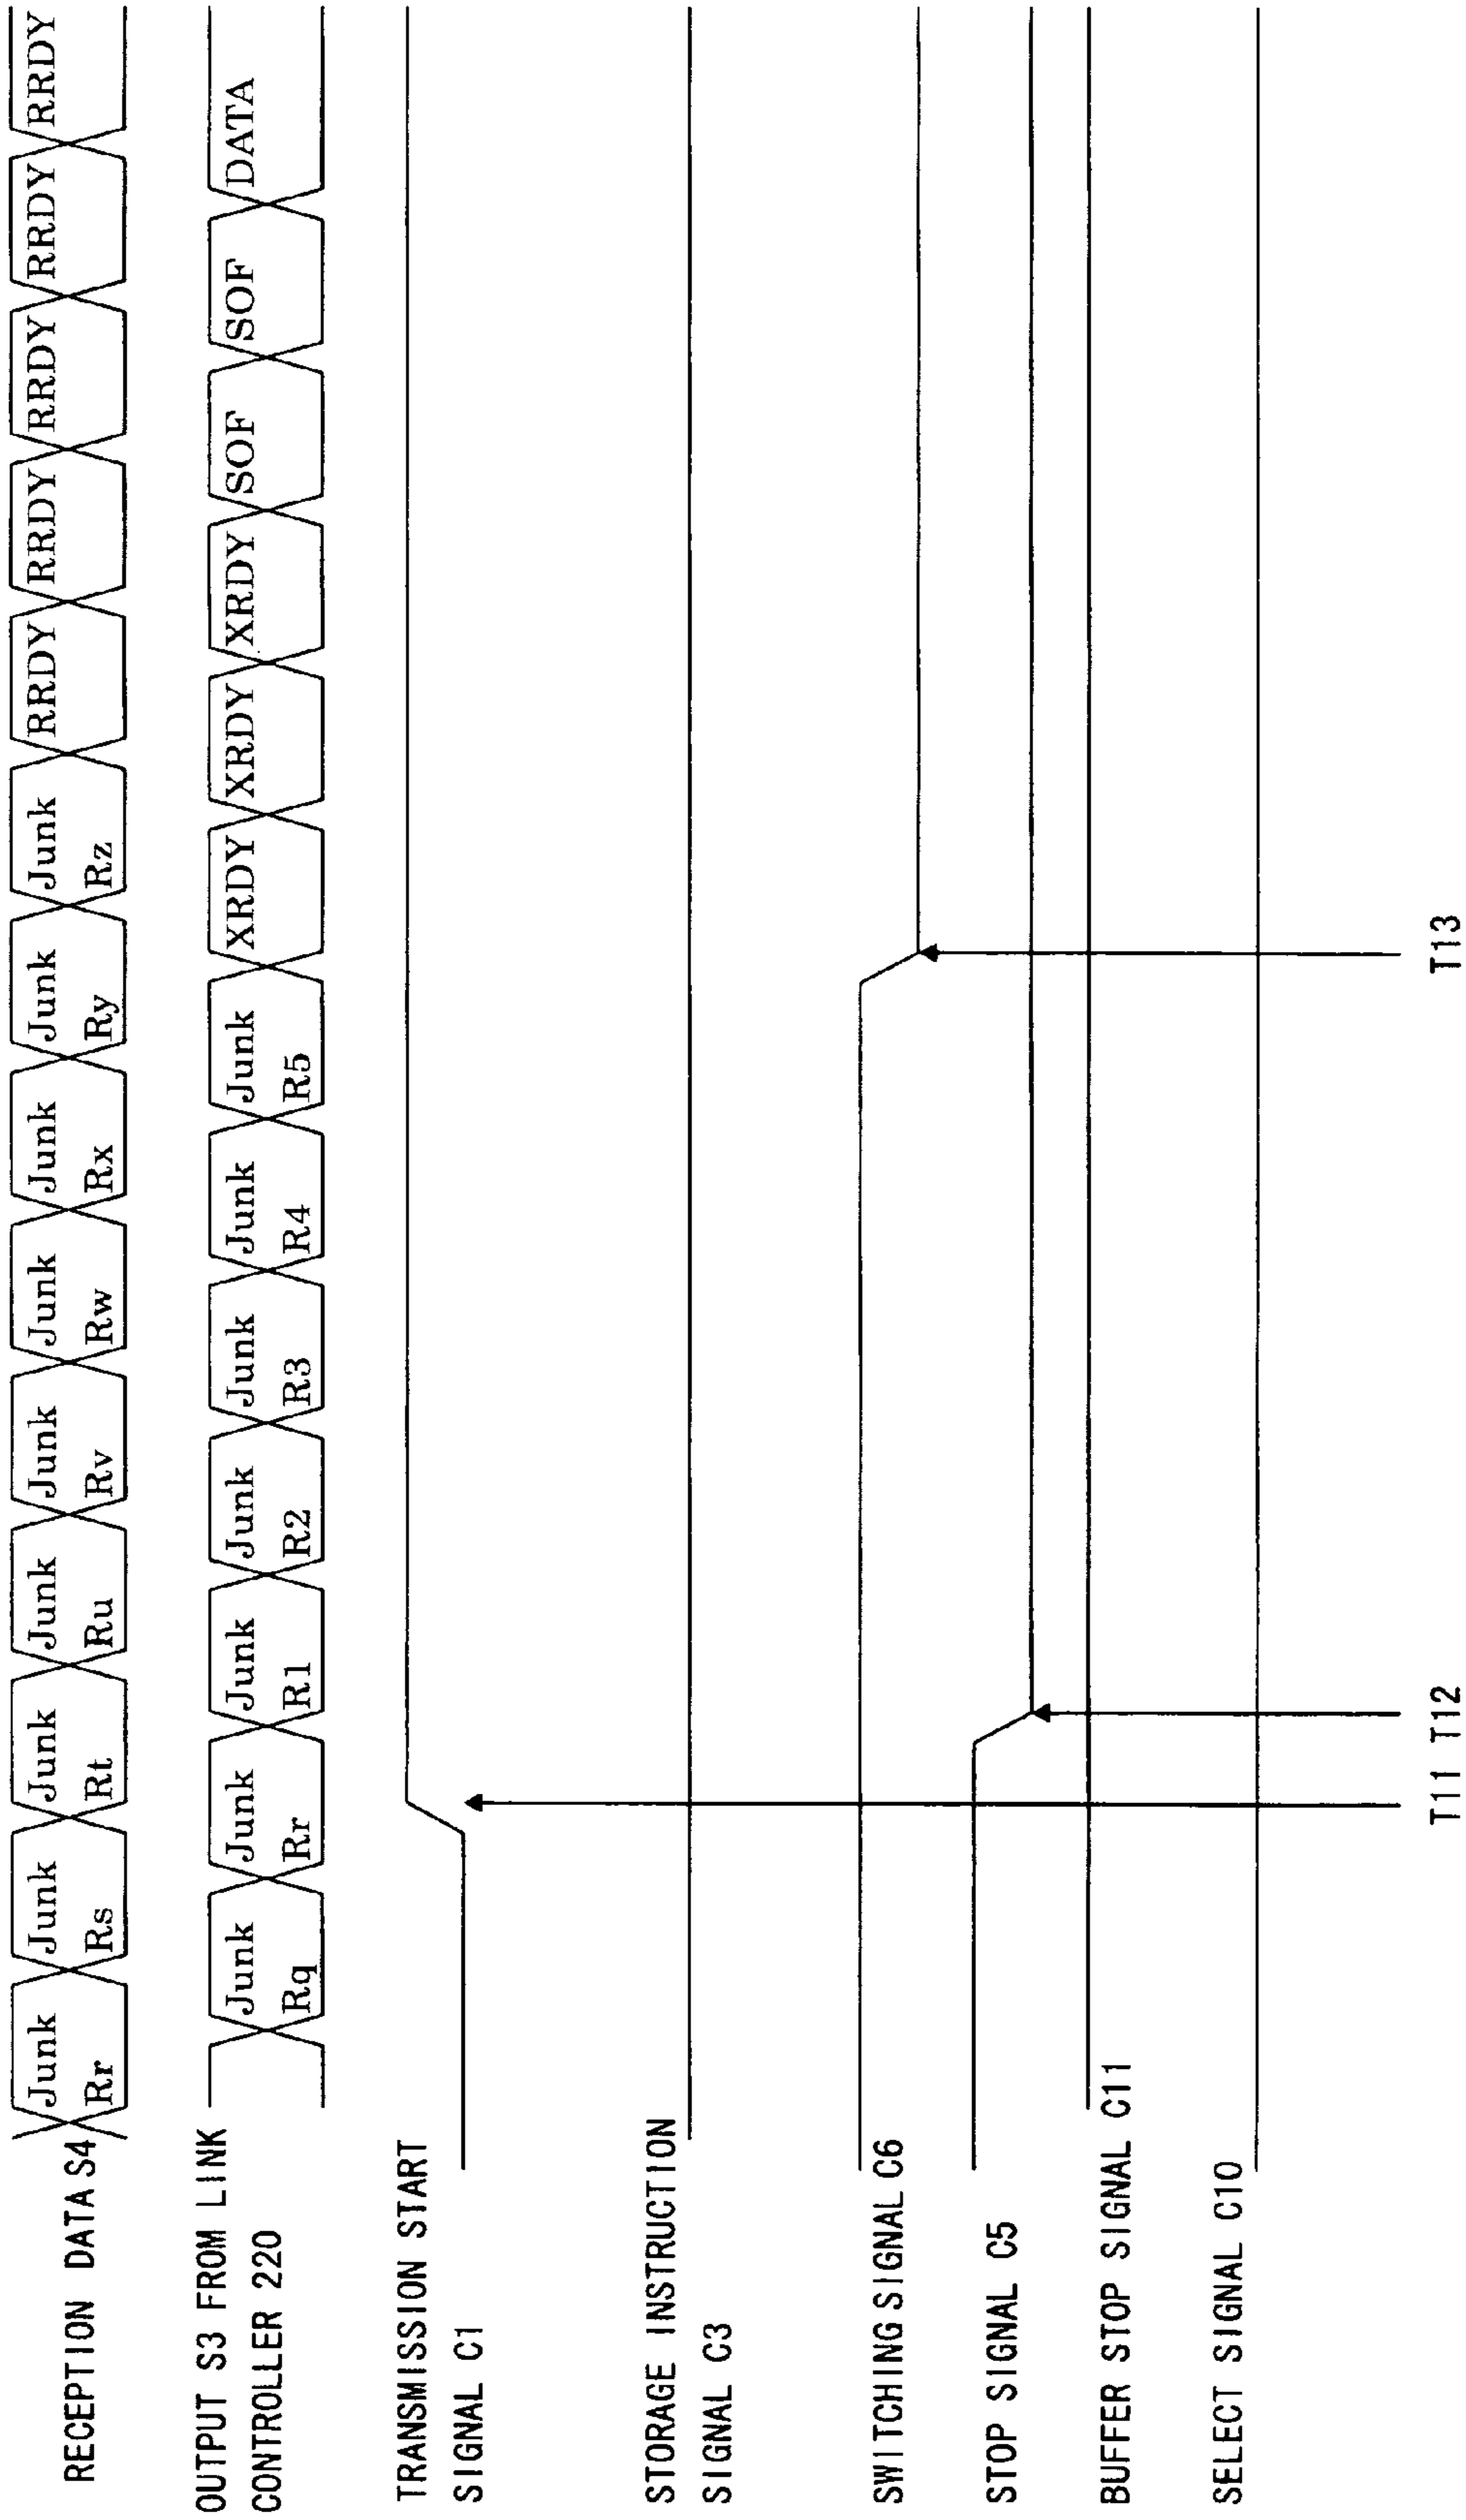 RECEPTION DATA S4
Junk Junk Junk Junk Junk Junk Junk Junk Junk RRDY RRDY RRDY RRDY RRDY
Rr Rs Rt Ru Rv Rw Rx Ry Rz
OUTPUT S3 FROM LINK
CONTROLLER 220
Junk Junk Junk Junk Junk Junk Junk XRDY XRDY XRDY SOF SOF DATA
Rq Rr R1 R2 R3 R4 R5
TRANSMISSION START
SIGNAL C1
STORAGE INSTRUCTION
SIGNAL C3
SWITCHING SIGNAL C6
STOP SIGNAL C5
BUFFER STOP SIGNAL C11
SELECT SIGNAL C10
T11 T12 T13